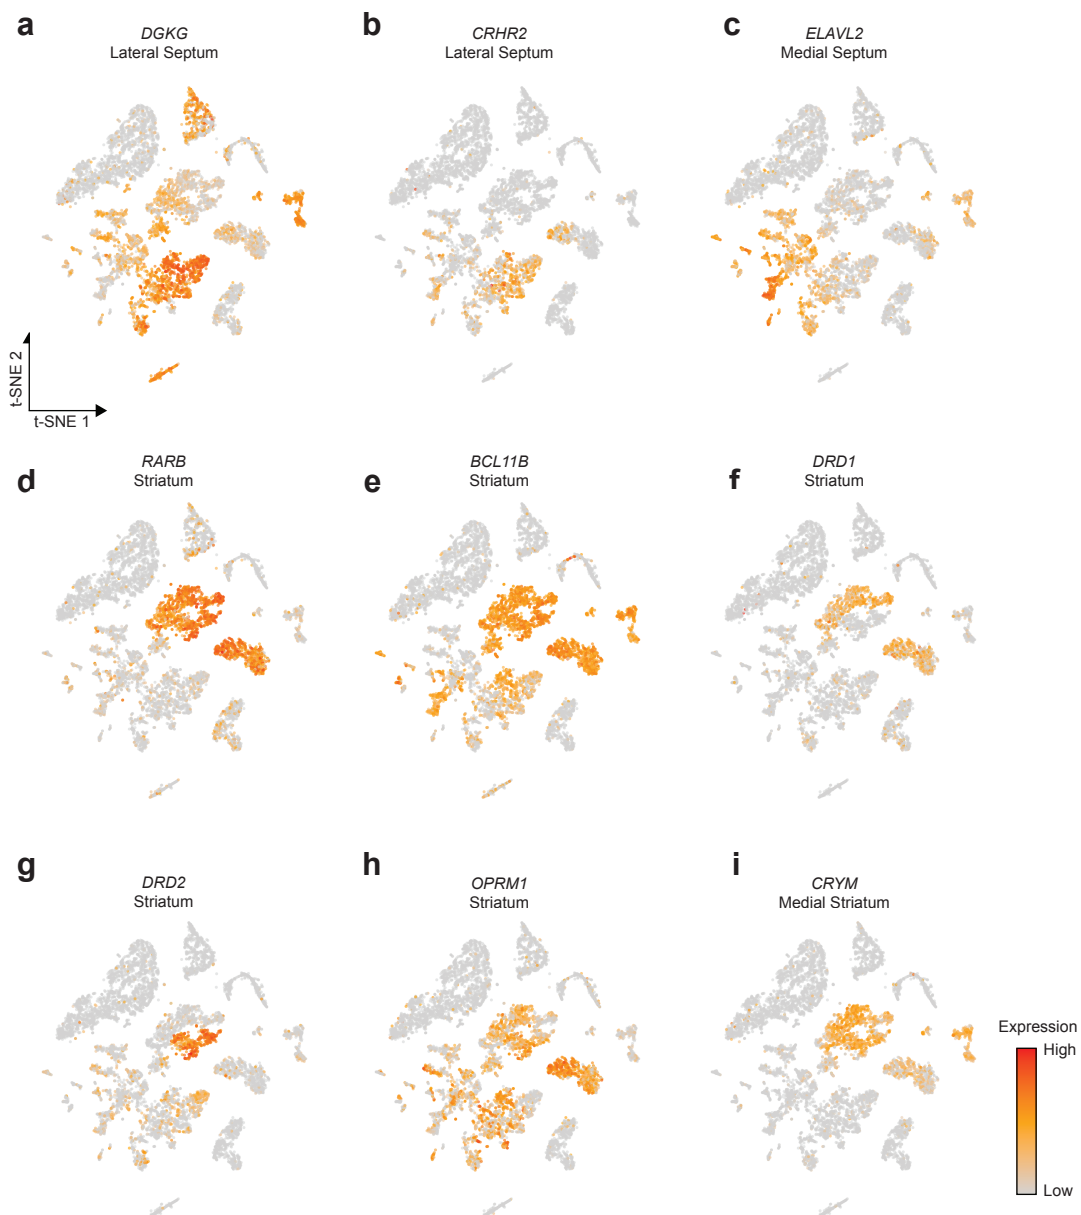 a
DGKG
Lateral Septum
b
CRHR2
Lateral Septum
c
ELAVL2
Medial Septum
t-SNE 2
t-SNE 1
d
RARB
Striatum
e
BCL11B
Striatum
f
DRD1
Striatum
g
DRD2
Striatum
h
OPRM1
Striatum
i
CRYM
Medial Striatum
Expression
High
Low